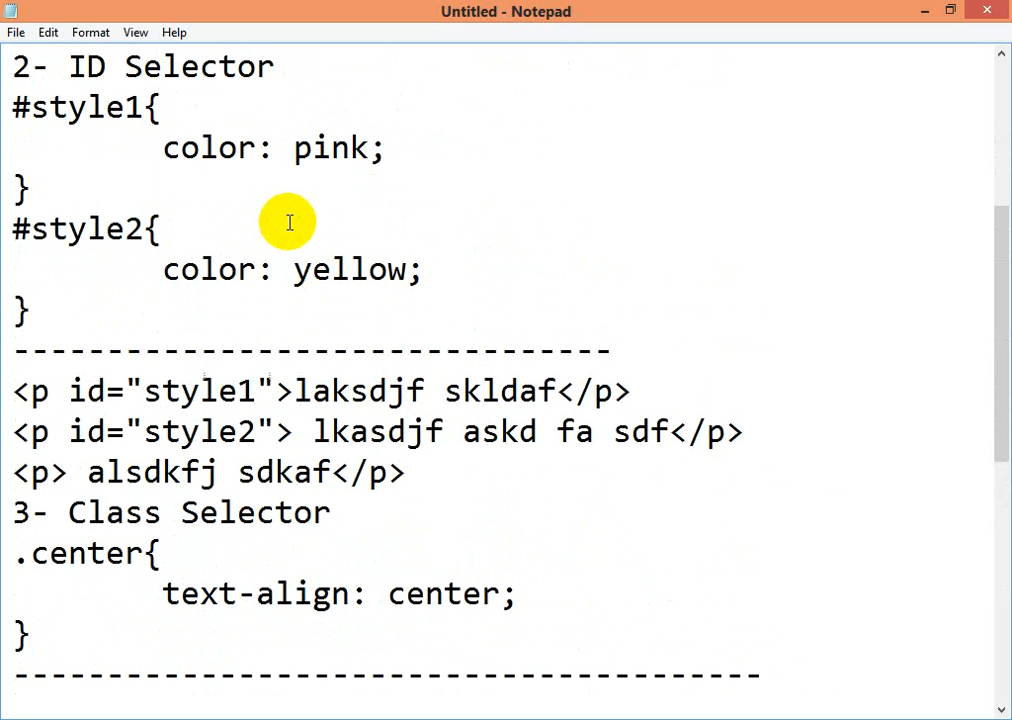 Untitled - Notepad
File Edit Format View Help
2- ID Selector
#style1{
color: pink;
}
#style2{
color: yellow;
}
--------------------------------
<p id="style1">laksdjf skldaf</p>
<p id="style2"> lkasdjf askd fa sdf</p>
<p> alsdkfj sdkaf</p>
3- Class Selector
.center{
text-align: center;
}
----------------------------------------